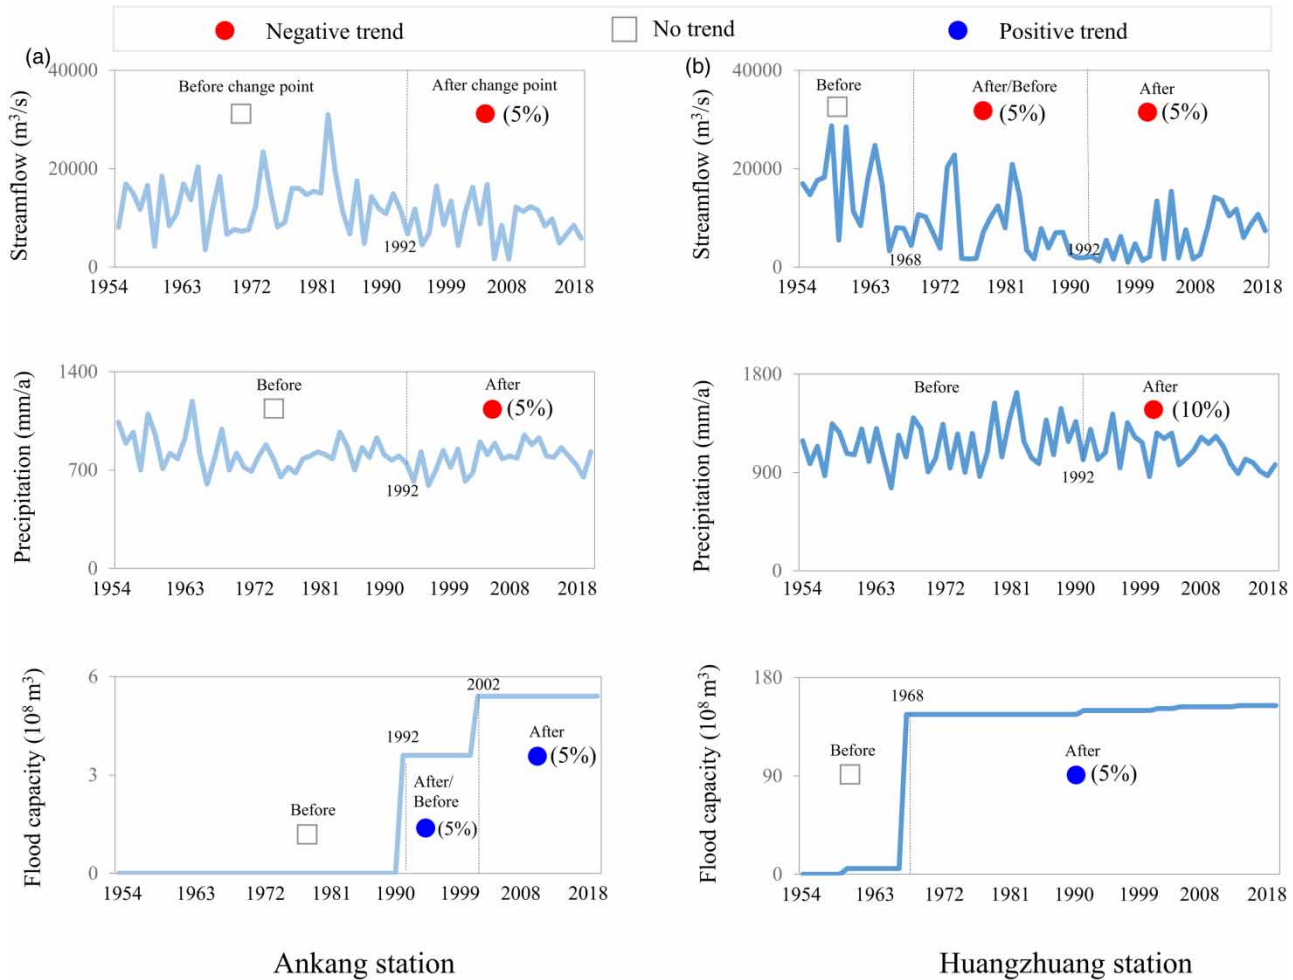 Negative trend
No trend
Positive trend
(a)
Streamflow (m³/s)
40000
20000
0
Before change point
After change point
(5%)
1992
1954 1963 1972 1981 1990 1999 2008 2018
(b)
Streamflow (m³/s)
40000
20000
0
Before
After/Before
(5%)
After
(5%)
1968
1992
1954 1963 1972 1981 1990 1999 2008 2018
Precipitation (mm/a)
1400
700
0
Before
After
(5%)
1992
1954 1963 1972 1981 1990 1999 2008 2018
Precipitation (mm/a)
1800
900
0
Before
After
(10%)
1992
1954 1963 1972 1981 1990 1999 2008 2018
Flood capacity (10⁸ m³)
6
3
0
1992
2002
Before
After/
Before
(5%)
After
(5%)
1954 1963 1972 1981 1990 1999 2008 2018
Flood capacity (10⁸ m³)
180
90
0
1968
Before
After
(5%)
1954 1963 1972 1981 1990 1999 2008 2018
Ankang station
Huangzhuang station